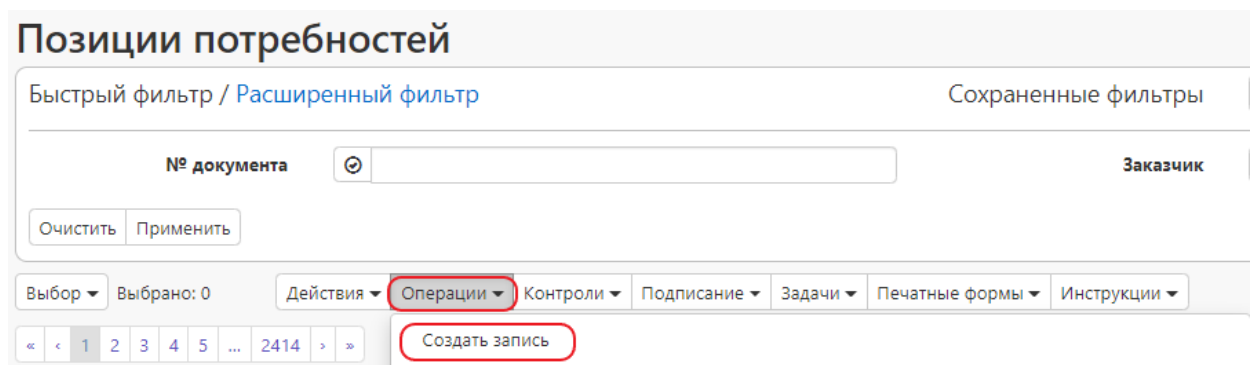 Позиции потребностей
Быстрый фильтр / Расширенный фильтр Сохраненные фильтры
№ документа Заказчик
Очистить Применить
Выбор Выбрано: 0 Действия Операции Контроли Подписание Задачи Печатные формы Инструкции
« ‹ 1 2 3 4 5 ... 2414 › » Создать запись